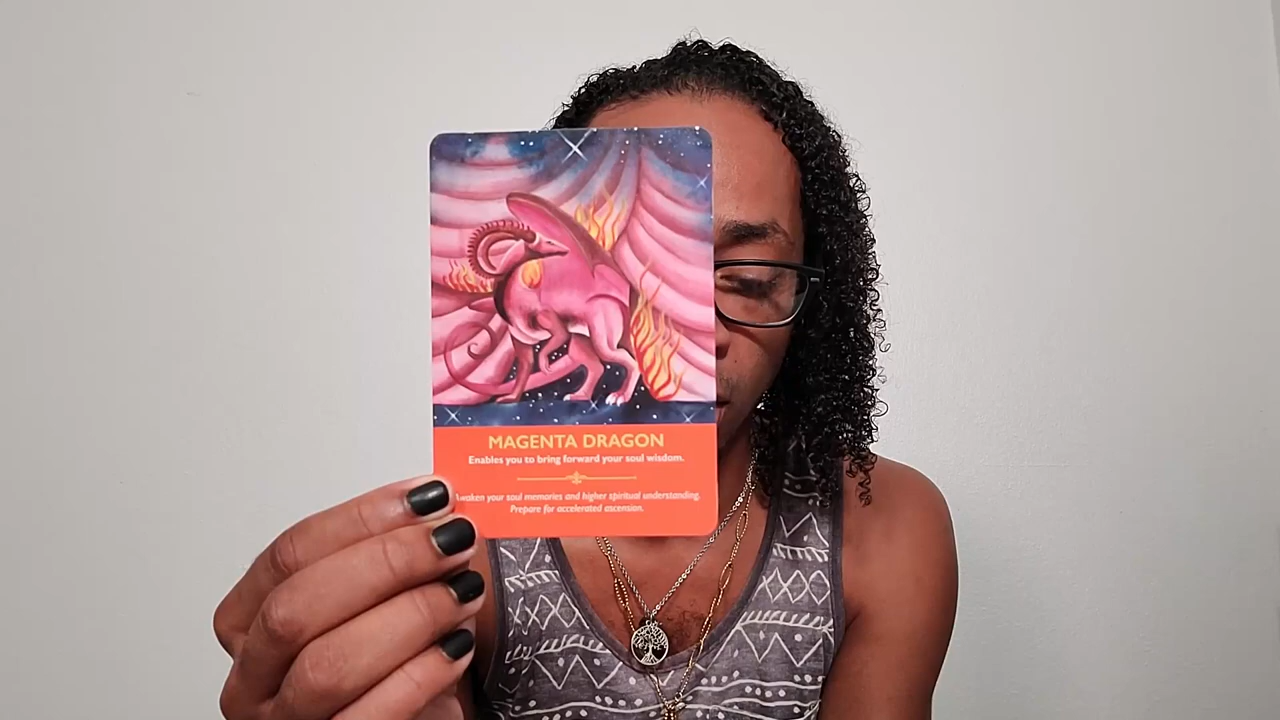 MAGENTA DRAGON
Enables you to bring forward your soul wisdom.
Awaken your soul memories and higher spiritual understanding.
Prepare for accelerated ascension.